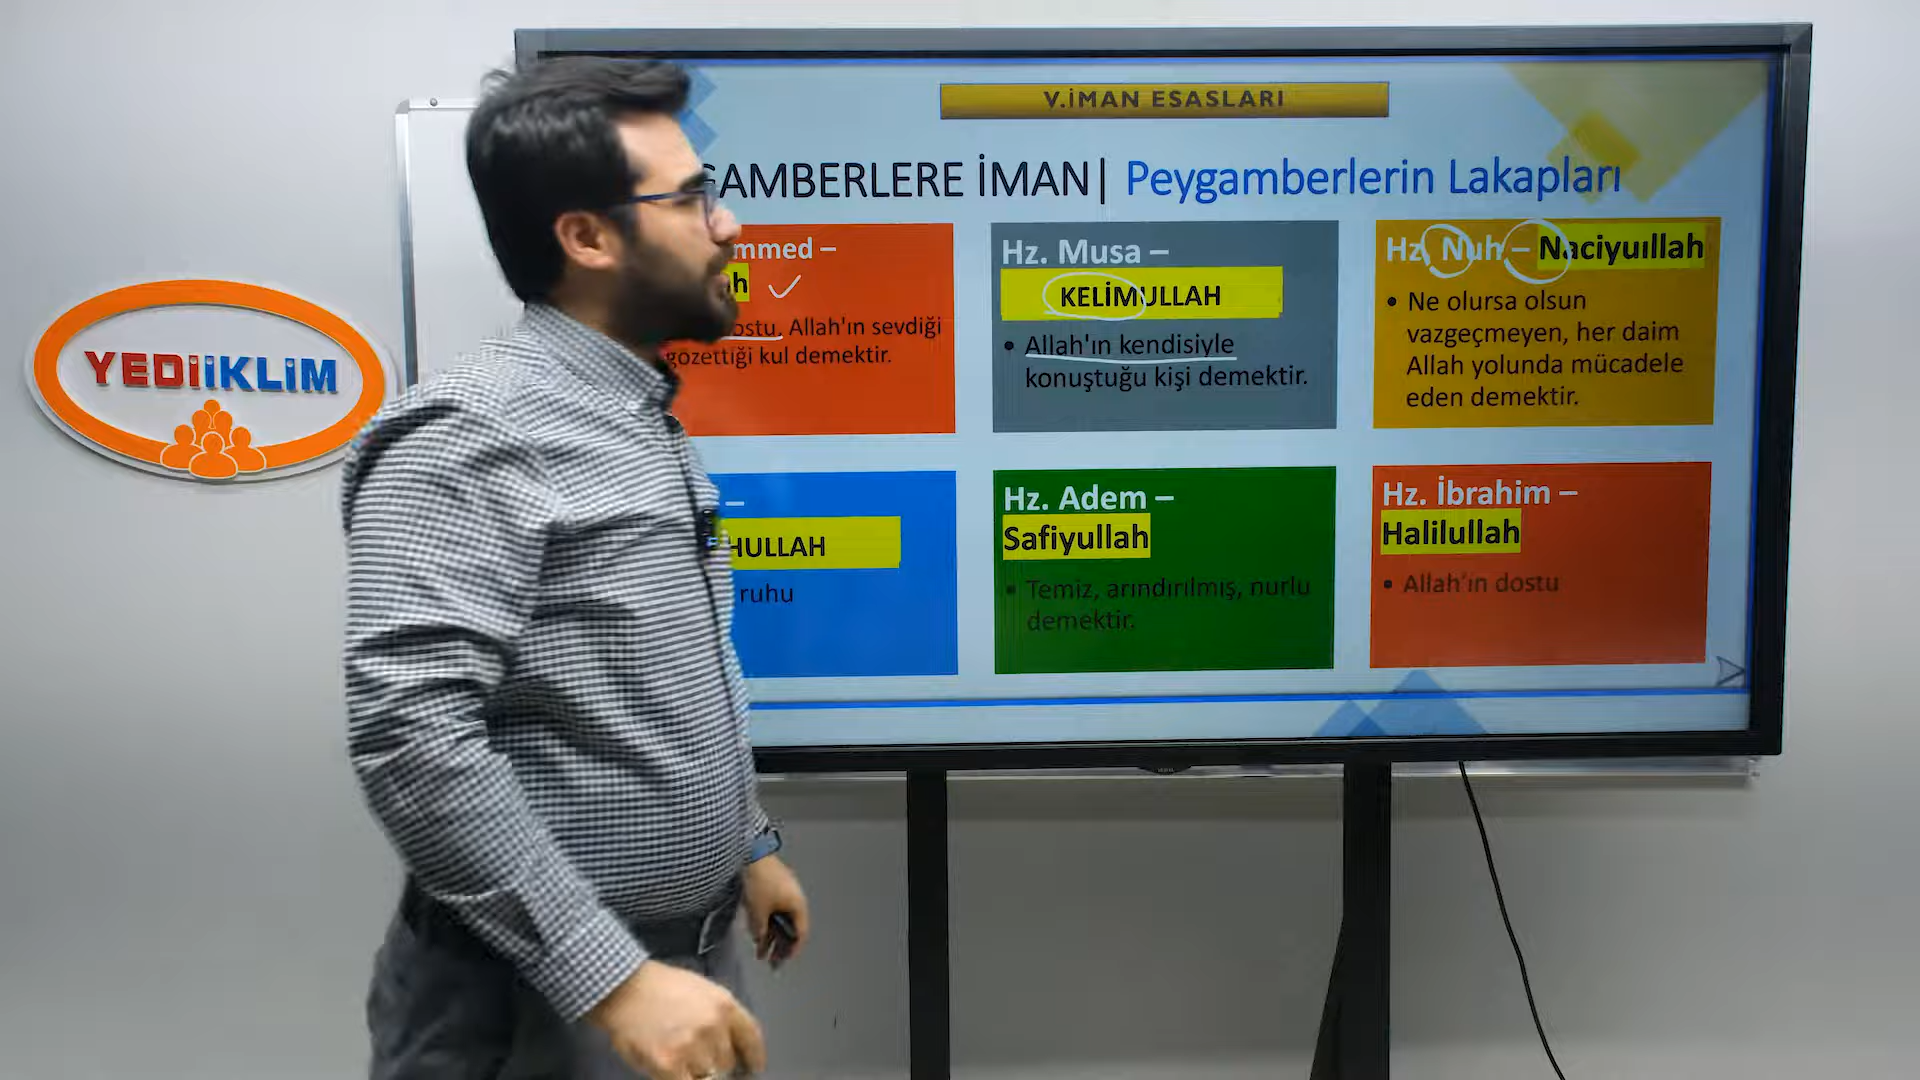 YEDİİKLİM
V.İMAN ESASLARI
AMBERLERE İMAN| Peygamberlerin Lakapları
mmed –
h
ostu. Allah'ın sevdiği
gözettiği kul demektir.
Hz. Musa –
KELİMULLAH
• Allah'ın kendisiyle
konuştuğu kişi demektir.
Hz. Nuh – Naciyuıllah
• Ne olursa olsun
vazgeçmeyen, her daim
Allah yolunda mücadele
eden demektir.
–
HULLAH
ruhu
Hz. Adem –
Safiyullah
• Temiz, arındırılmış, nurlu
demektir.
Hz. İbrahim –
Halilullah
• Allah'ın dostu